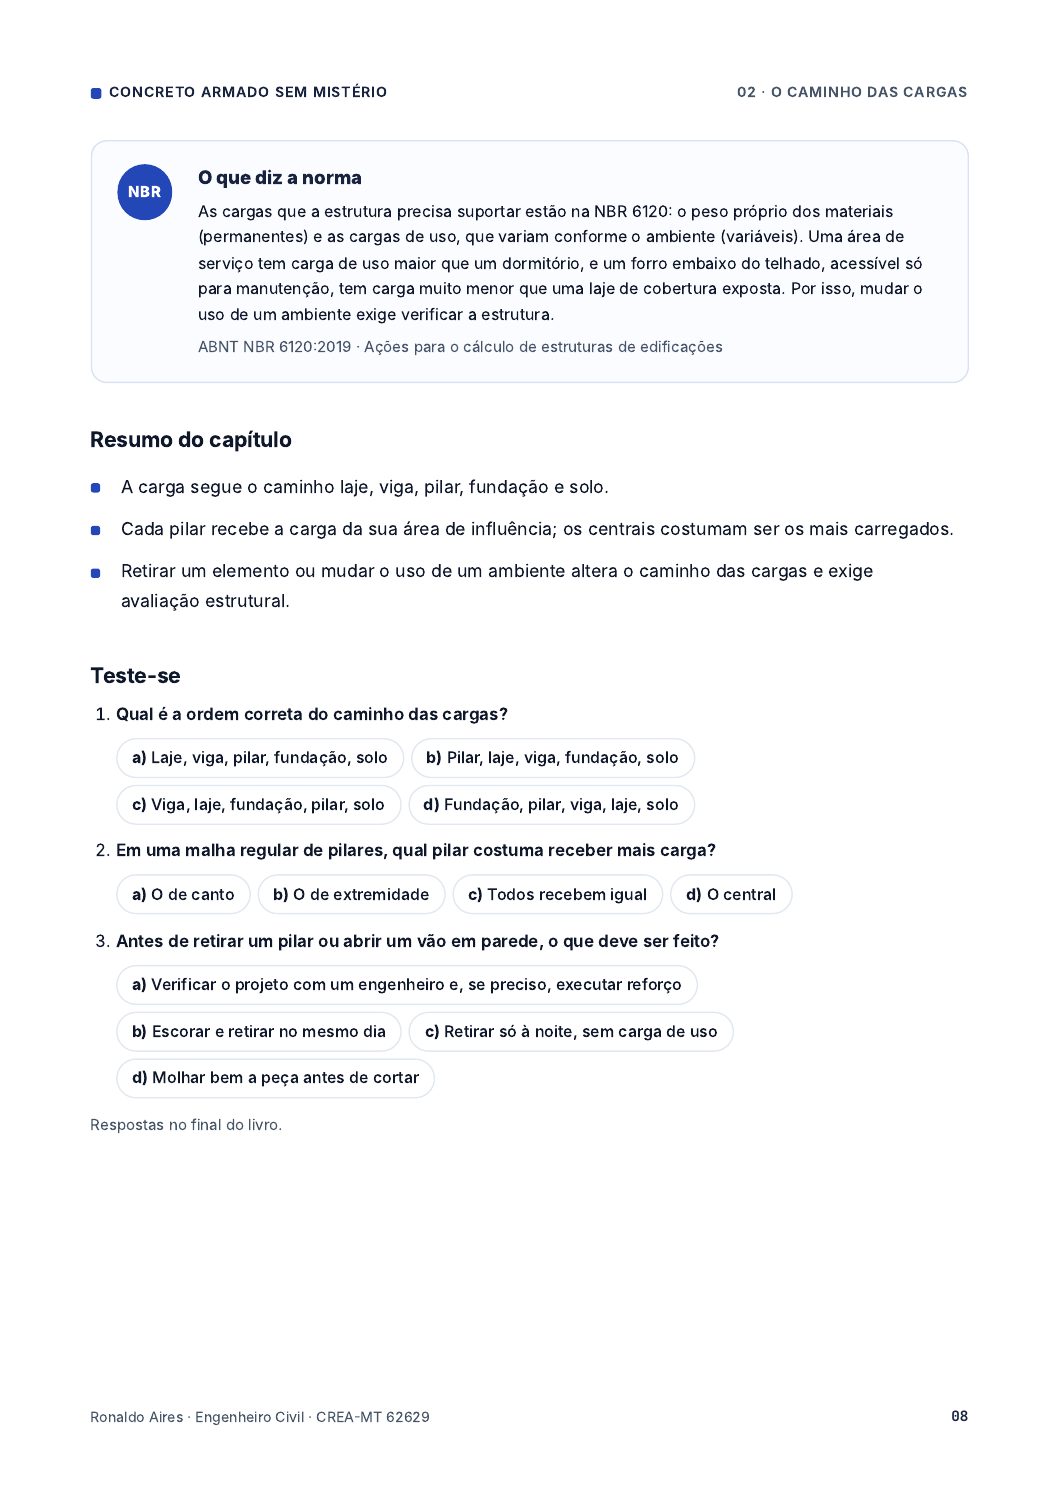 CONCRETO ARMADO SEM MISTÉRIO
02 · O CAMINHO DAS CARGAS
NBR
O que diz a norma
As cargas que a estrutura precisa suportar estão na NBR 6120: o peso próprio dos materiais
(permanentes) e as cargas de uso, que variam conforme o ambiente (variáveis). Uma área de
serviço tem carga de uso maior que um dormitório, e um forro embaixo do telhado, acessível só
para manutenção, tem carga muito menor que uma laje de cobertura exposta. Por isso, mudar o
uso de um ambiente exige verificar a estrutura.
ABNT NBR 6120:2019 · Ações para o cálculo de estruturas de edificações
Resumo do capítulo
A carga segue o caminho laje, viga, pilar, fundação e solo.
Cada pilar recebe a carga da sua área de influência; os centrais costumam ser os mais carregados.
Retirar um elemento ou mudar o uso de um ambiente altera o caminho das cargas e exige
avaliação estrutural.
Teste-se
1. Qual é a ordem correta do caminho das cargas?
a) Laje, viga, pilar, fundação, solo b) Pilar, laje, viga, fundação, solo
c) Viga, laje, fundação, pilar, solo d) Fundação, pilar, viga, laje, solo
2. Em uma malha regular de pilares, qual pilar costuma receber mais carga?
a) O de canto b) O de extremidade c) Todos recebem igual d) O central
3. Antes de retirar um pilar ou abrir um vão em parede, o que deve ser feito?
a) Verificar o projeto com um engenheiro e, se preciso, executar reforço
b) Escorar e retirar no mesmo dia c) Retirar só à noite, sem carga de uso
d) Molhar bem a peça antes de cortar
Respostas no final do livro.
Ronaldo Aires · Engenheiro Civil · CREA-MT 62629
08